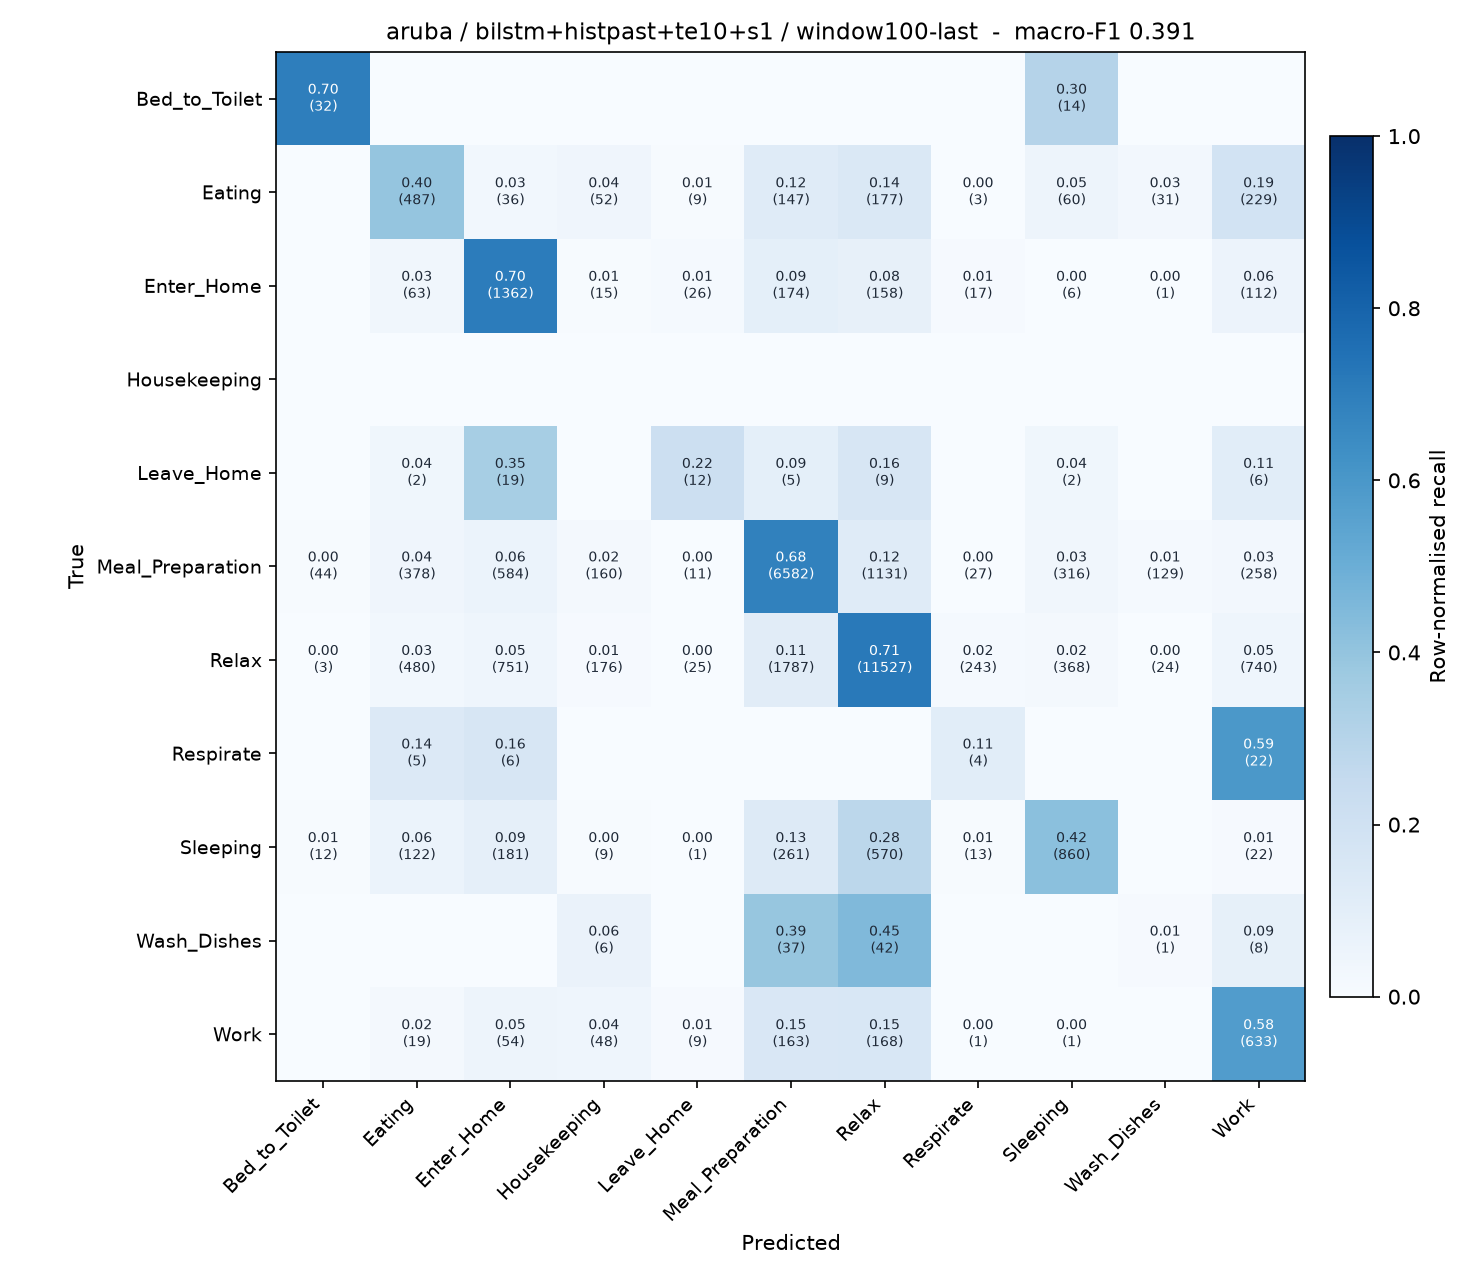 aruba / bilstm+histpast+te10+s1 / window100-last  -  macro-F1 0.391
Bed_to_Toilet
0.70 0.30
(32) (14)
Eating
0.40 0.03 0.04 0.01 0.12 0.14 0.00 0.05 0.03 0.19
(487) (36) (52) (9) (147) (177) (3) (60) (31) (229)
Enter_Home
0.03 0.70 0.01 0.01 0.09 0.08 0.01 0.00 0.00 0.06
(63) (1362) (15) (26) (174) (158) (17) (6) (1) (112)
Housekeeping
Leave_Home
0.04 0.35 0.22 0.09 0.16 0.04 0.11
(2) (19) (12) (5) (9) (2) (6)
Meal_Preparation
0.00 0.04 0.06 0.02 0.00 0.68 0.12 0.00 0.03 0.01 0.03
(44) (378) (584) (160) (11) (6582) (1131) (27) (316) (129) (258)
Relax
0.00 0.03 0.05 0.01 0.00 0.11 0.71 0.02 0.02 0.00 0.05
(3) (480) (751) (176) (25) (1787) (11527) (243) (368) (24) (740)
Respirate
0.14 0.16 0.11 0.59
(5) (6) (4) (22)
Sleeping
0.01 0.06 0.09 0.00 0.00 0.13 0.28 0.01 0.42 0.01
(12) (122) (181) (9) (1) (261) (570) (13) (860) (22)
Wash_Dishes
0.06 0.39 0.45 0.01 0.09
(6) (37) (42) (1) (8)
Work
0.02 0.05 0.04 0.01 0.15 0.15 0.00 0.00 0.58
(19) (54) (48) (9) (163) (168) (1) (1) (633)
True
Bed_to_Toilet
Eating
Enter_Home
Housekeeping
Leave_Home
Meal_Preparation
Relax
Respirate
Sleeping
Wash_Dishes
Work
Predicted
1.0
0.8
0.6
0.4
0.2
0.0
Row-normalised recall